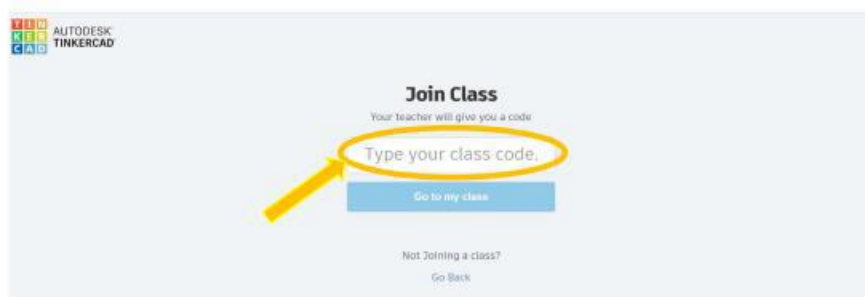 TIN
KER
CAD
AUTODESK
TINKERCAD
Join Class
Your teacher will give you a code
Type your class code.
Go to my class
Not Joining a class?
Go Back